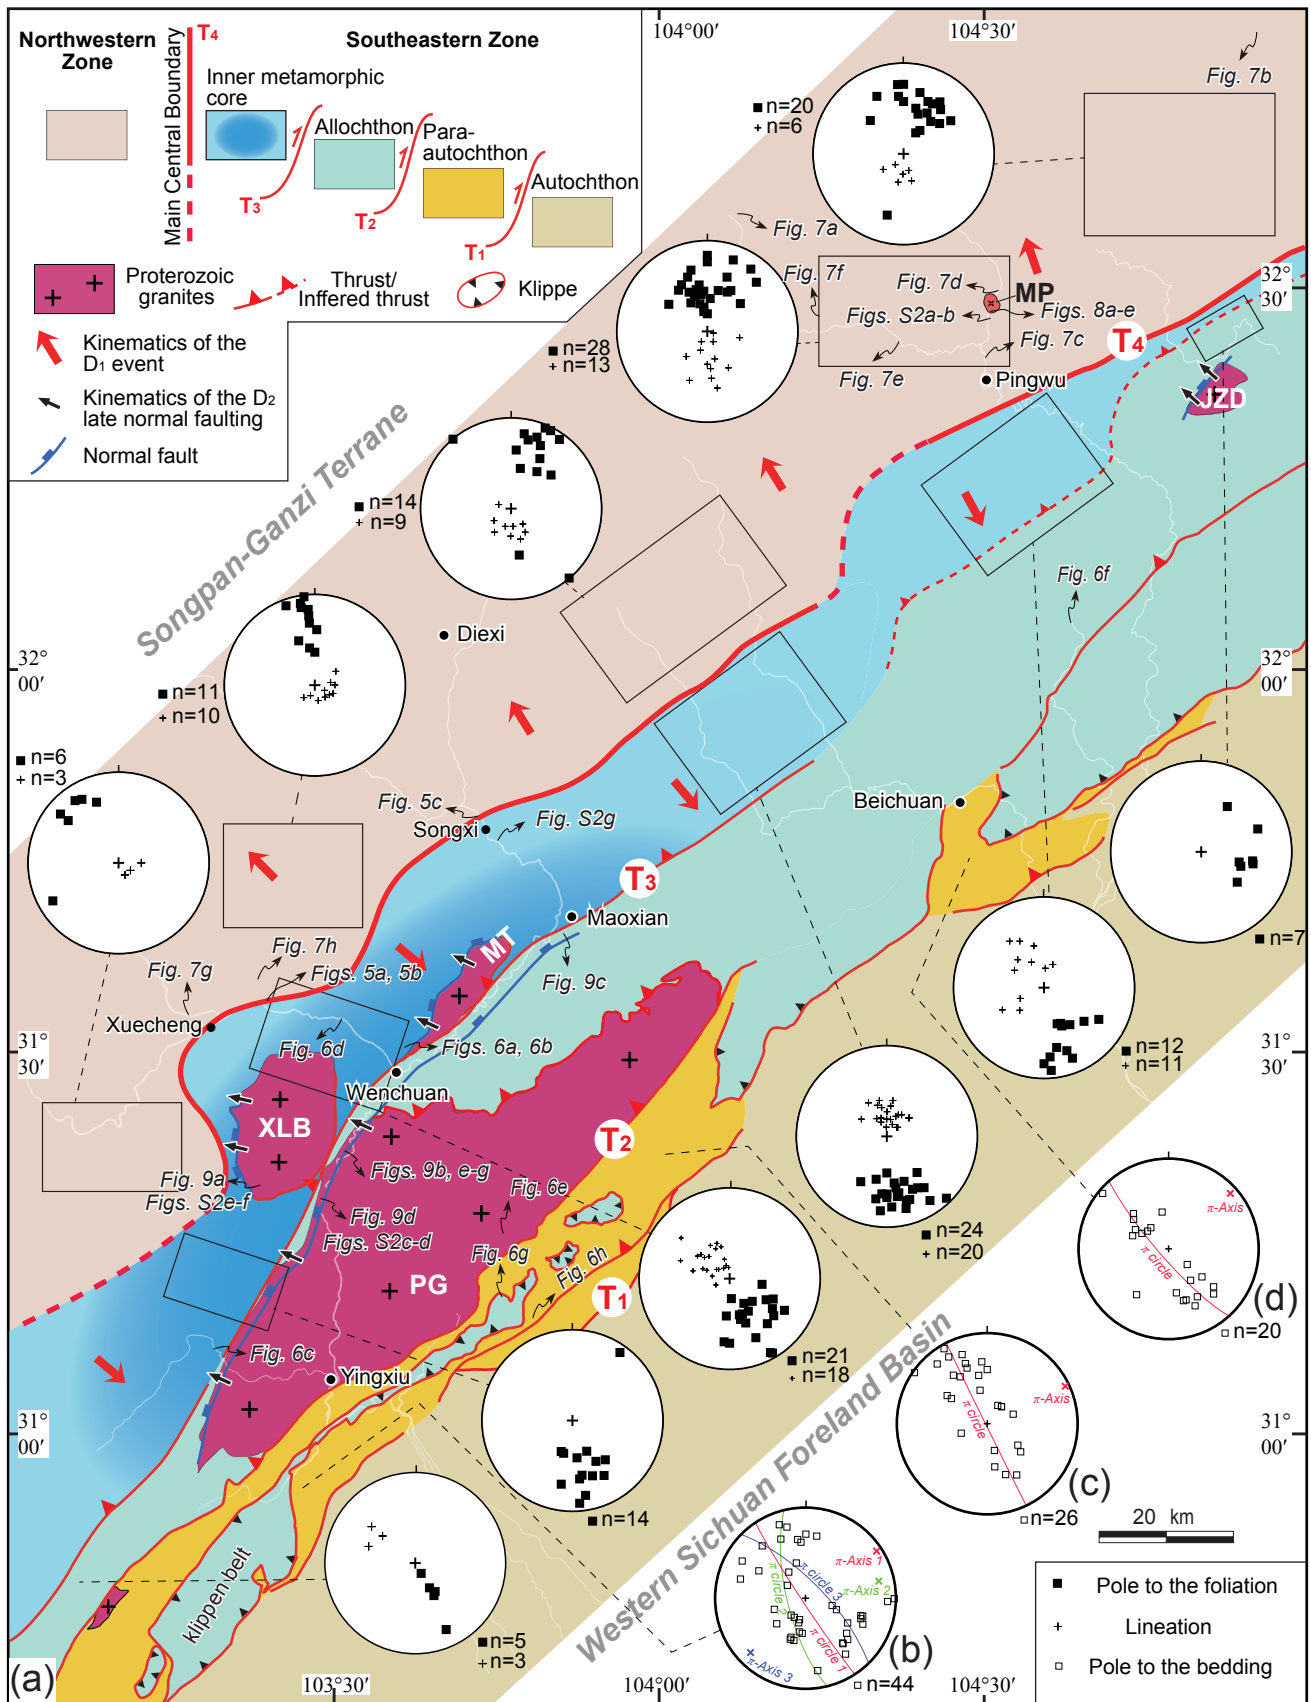 Northwestern
Zone
Main Central Boundary
T4
Southeastern Zone
Inner metamorphic
core
Allochthon
Para-
autochthon
Autochthon
T3
T2
T1
Proterozoic
granites
Thrust/
Inffered thrust
Klippe
Kinematics of the
D1 event
Kinematics of the D2
late normal faulting
Normal fault
104°00′
104°30′
Fig. 7b
n=20
n=6
Fig. 7a
Fig. 7f
Fig. 7d
MP
Figs. S2a-b
Figs. 8a-e
Fig. 7c
Fig. 7e
T4
32°
30′
Pingwu
JZD
n=28
n=13
Songpan-Ganzi Terrane
n=14
n=9
Fig. 6f
Diexi
32°
00′
32°
00′
n=11
n=10
n=6
n=3
Fig. 5c
Songxi
Fig. S2g
Beichuan
T3
Maoxian
MT
n=7
Fig. 7h
Figs. 5a, 5b
Fig. 7g
Fig. 9c
Xuecheng
31°
30′
31°
30′
Fig. 6d
Figs. 6a, 6b
n=12
n=11
Wenchuan
XLB
T2
Figs. 9b, e-g
Fig. 9a
Figs. S2e-f
Fig. 6e
Fig. 9d
Figs. S2c-d
Fig. 6g
Fig. 6h
n=24
n=20
π-Axis
π circle
(d)
n=20
PG
T1
Fig. 6c
Yingxiu
n=21
n=18
π-Axis
π circle
(c)
n=26
31°
00′
31°
00′
n=14
Western Sichuan Foreland Basin
20 km
klippen belt
π-Axis 1
π circle 3
π-Axis 2
π circle 2
π circle 1
π-Axis 3
(b)
n=44
n=5
n=3
Pole to the foliation
Lineation
Pole to the bedding
(a)
103°30′
104°00′
104°30′